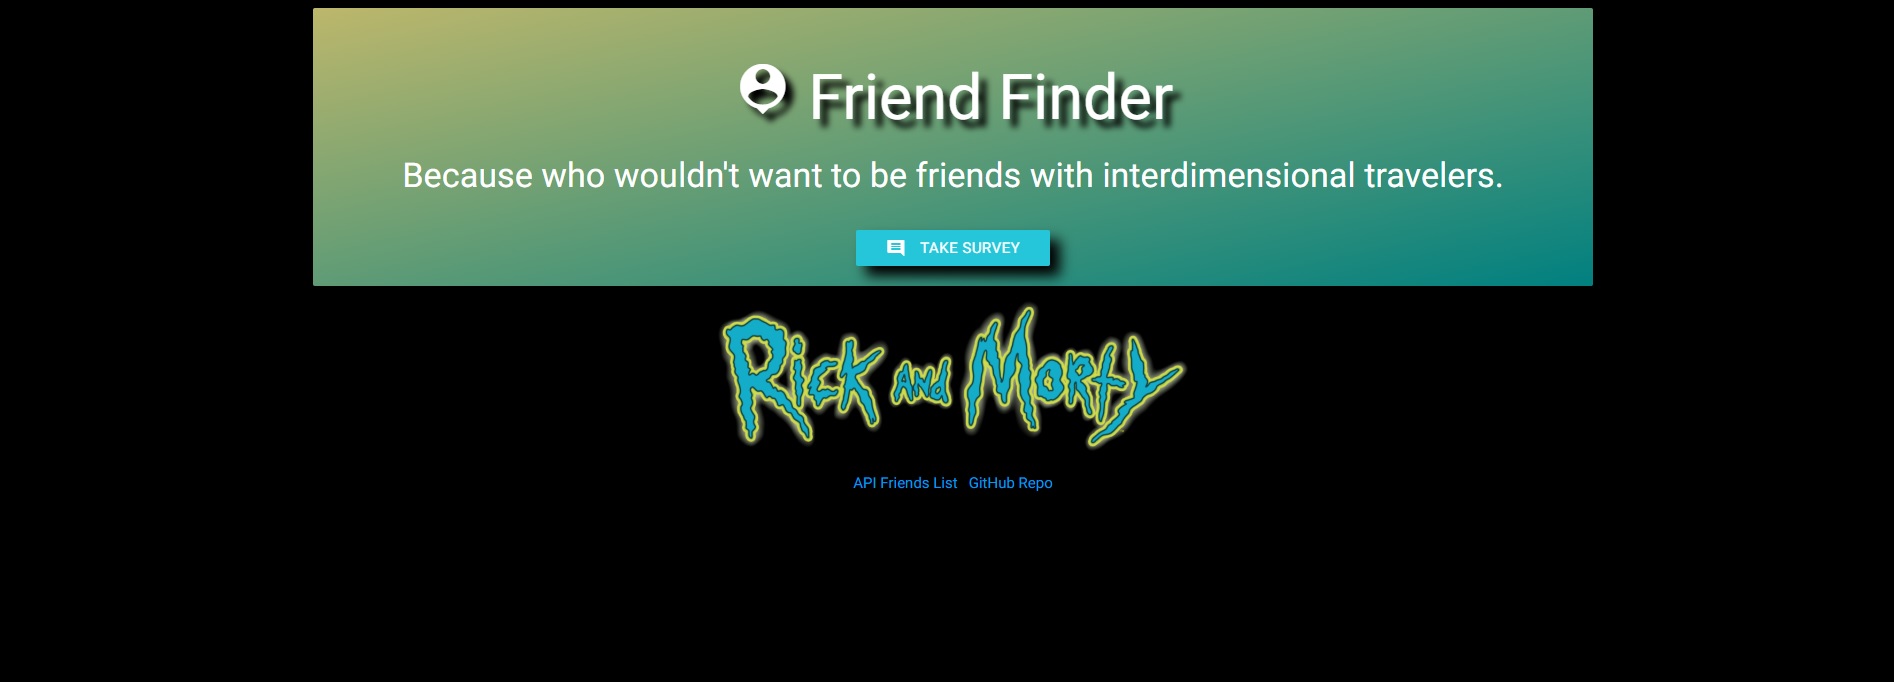 Friend Finder
Because who wouldn't want to be friends with interdimensional travelers.
TAKE SURVEY
Rick and Morty
API Friends List GitHub Repo